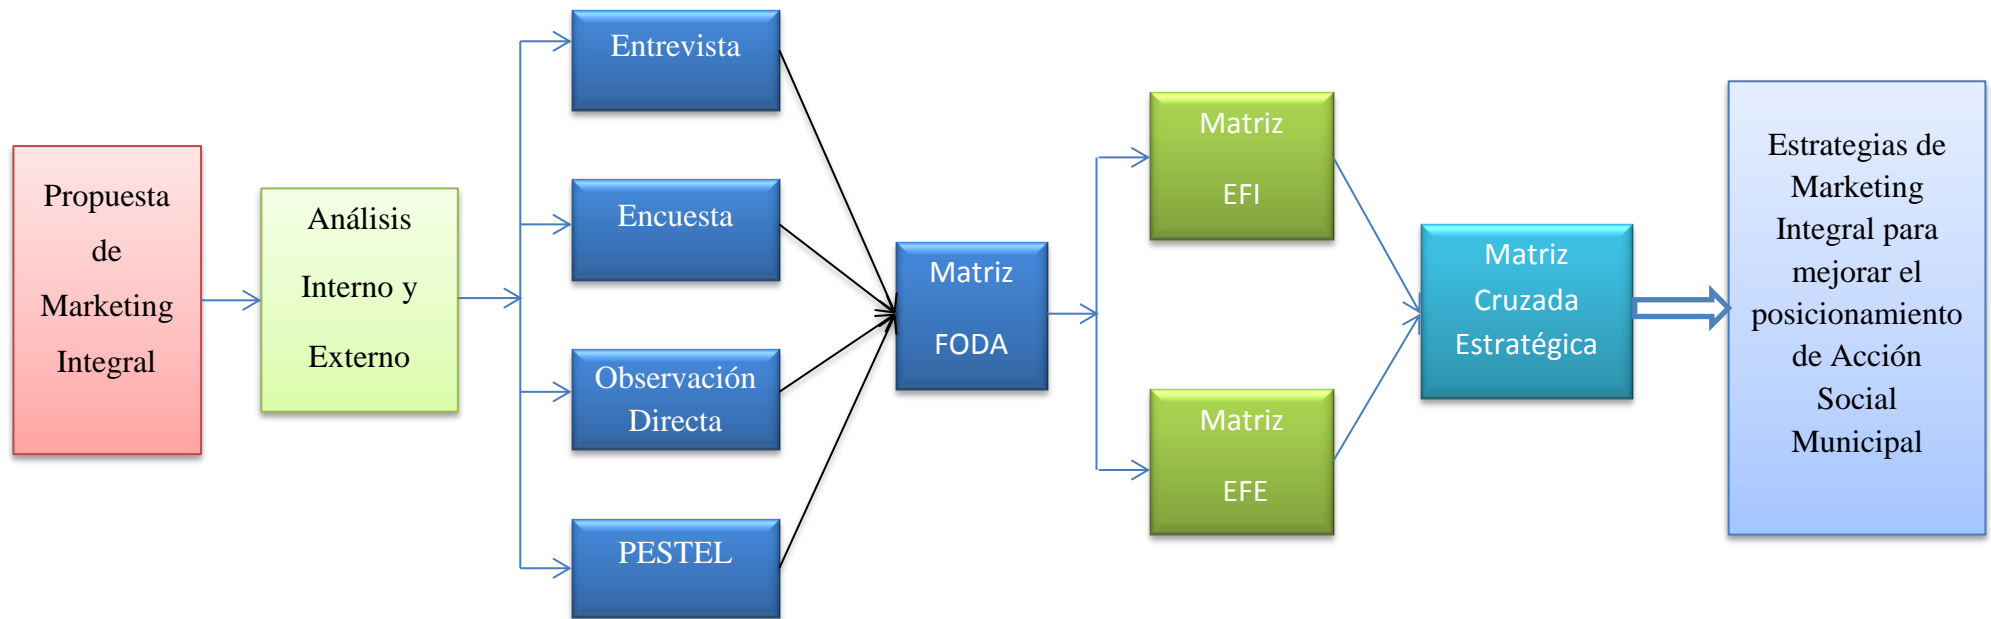 Propuesta
de
Marketing
Integral
Análisis
Interno y
Externo
Entrevista
Encuesta
Observación
Directa
PESTEL
Matriz
FODA
Matriz
EFI
Matriz
EFE
Matriz
Cruzada
Estratégica
Estrategias de
Marketing
Integral para
mejorar el
posicionamiento
de Acción
Social
Municipal